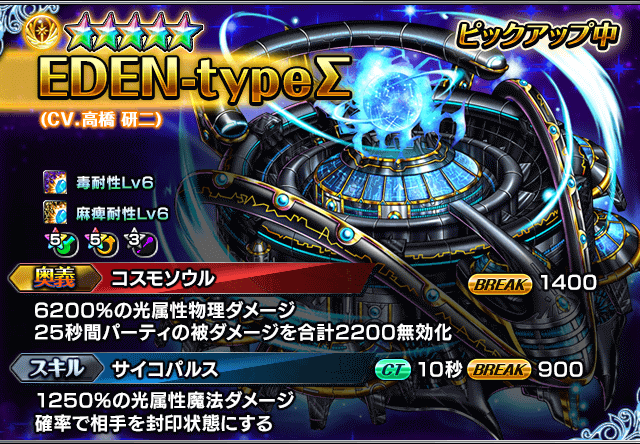 ピックアップ中
EDEN-typeΣ
(CV.高橋 研二)
毒耐性Lv6
麻痺耐性Lv6
5 5 3
奥義 コスモソウル BREAK 1400
6200%の光属性物理ダメージ
25秒間パーティの被ダメージを合計2200無効化
スキル サイコパルス CT 10秒 BREAK 900
1250%の光属性魔法ダメージ
確率で相手を封印状態にする